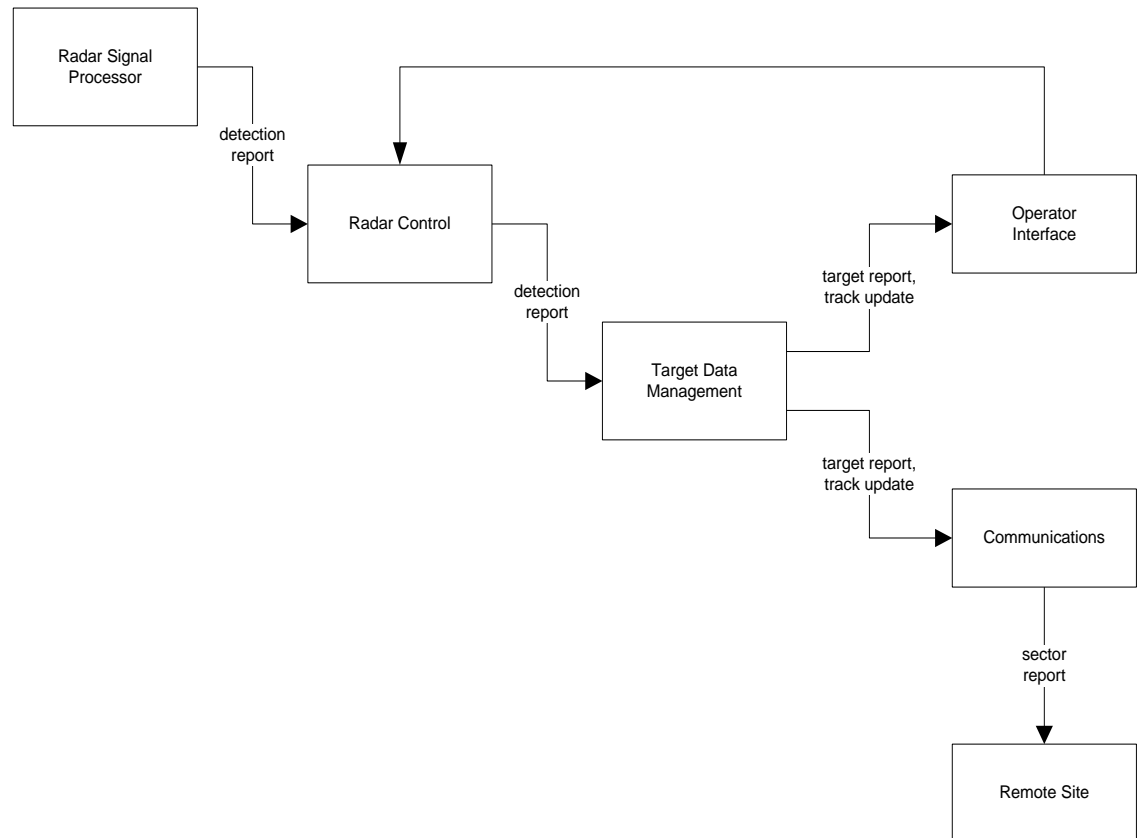 Radar Signal
Processor
detection
report
Radar Control
Operator
Interface
detection
report
target report,
track update
Target Data
Management
target report,
track update
Communications
sector
report
Remote Site